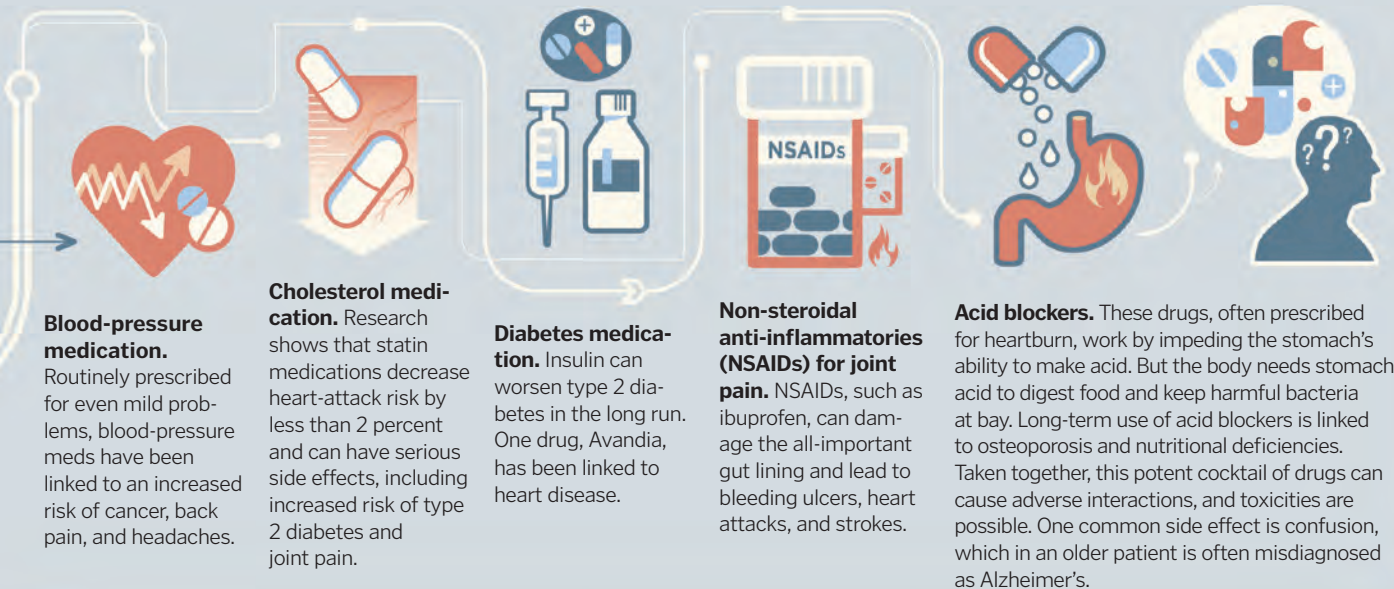 Blood-pressure
medication.
Routinely prescribed
for even mild prob-
lems, blood-pressure
meds have been
linked to an increased
risk of cancer, back
pain, and headaches.
Cholesterol medi-
cation. Research
shows that statin
medications decrease
heart-attack risk by
less than 2 percent
and can have serious
side effects, including
increased risk of type
2 diabetes and
joint pain.
Diabetes medica-
tion. Insulin can
worsen type 2 dia-
betes in the long run.
One drug, Avandia,
has been linked to
heart disease.
NSAIDs
Non-steroidal
anti-inflammatories
(NSAIDs) for joint
pain. NSAIDs, such as
ibuprofen, can dam-
age the all-important
gut lining and lead to
bleeding ulcers, heart
attacks, and strokes.
???
Acid blockers. These drugs, often prescribed
for heartburn, work by impeding the stomach’s
ability to make acid. But the body needs stomach
acid to digest food and keep harmful bacteria
at bay. Long-term use of acid blockers is linked
to osteoporosis and nutritional deficiencies.
Taken together, this potent cocktail of drugs can
cause adverse interactions, and toxicities are
possible. One common side effect is confusion,
which in an older patient is often misdiagnosed
as Alzheimer’s.